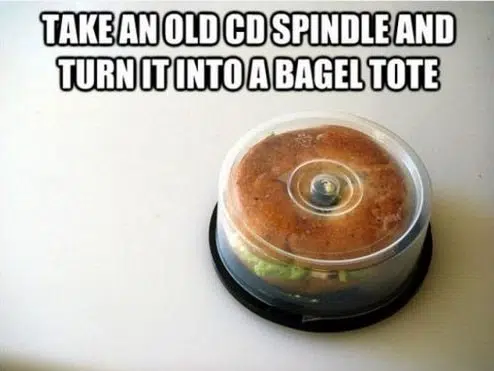 TAKE AN OLD CD SPINDLE AND
TURN IT INTO A BAGEL TOTE